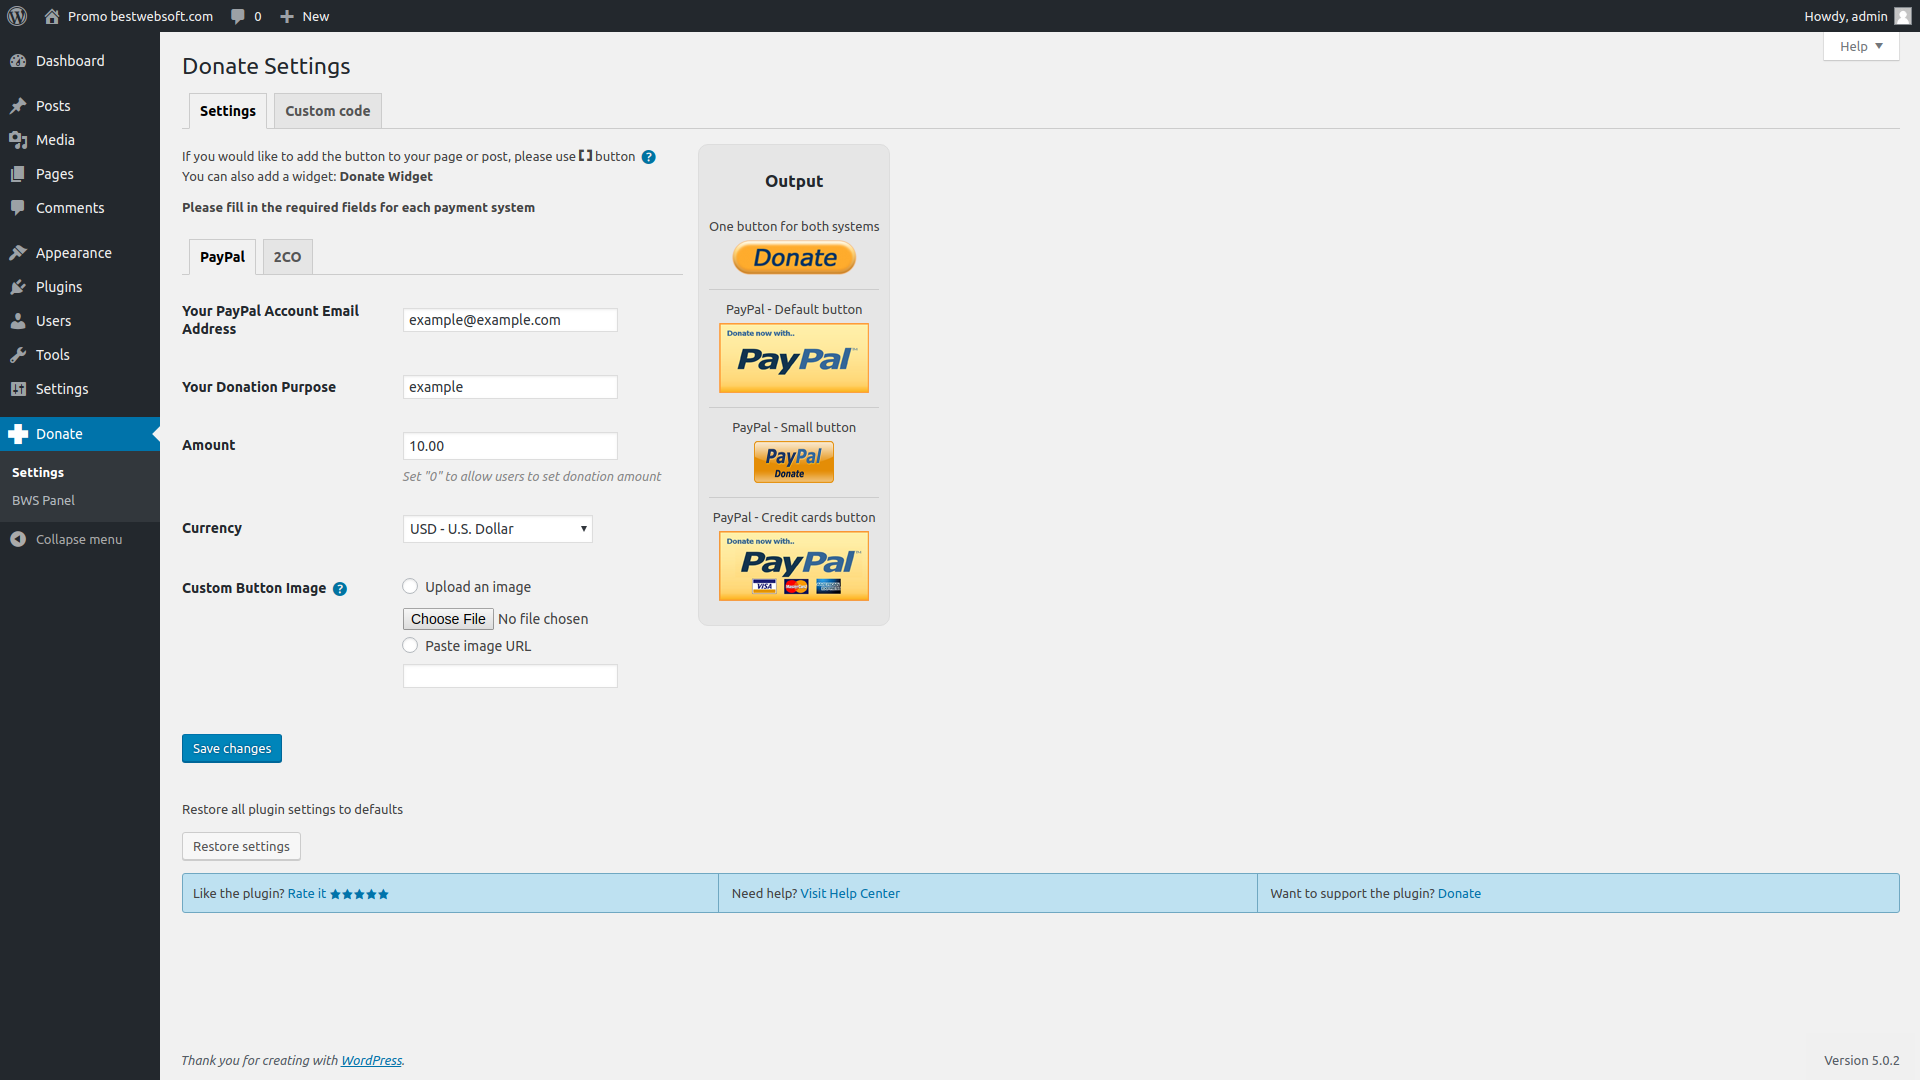 Promo bestwebsoft.com
0
New
Howdy, admin
Help
Dashboard
Posts
Media
Pages
Comments
Appearance
Plugins
Users
Tools
Settings
Donate
Settings
BWS Panel
Collapse menu
Donate Settings
Settings
Custom code
If you would like to add the button to your page or post, please use button ?
You can also add a widget: Donate Widget
Please fill in the required fields for each payment system
PayPal
2CO
Your PayPal Account Email
Address
example@example.com
Your Donation Purpose
example
Amount
10.00
Set "0" to allow users to set donation amount
Currency
USD - U.S. Dollar
Custom Button Image ?
Upload an image
Choose File No file chosen
Paste image URL
Save changes
Restore all plugin settings to defaults
Restore settings
Output
One button for both systems
Donate
PayPal - Default button
Donate now with..
PayPal™
PayPal - Small button
PayPal
Donate
PayPal - Credit cards button
Donate now with..
PayPal™
VISA MasterCard AMERICAN EXPRESS
Like the plugin? Rate it ★★★★★
Need help? Visit Help Center
Want to support the plugin? Donate
Thank you for creating with WordPress.
Version 5.0.2